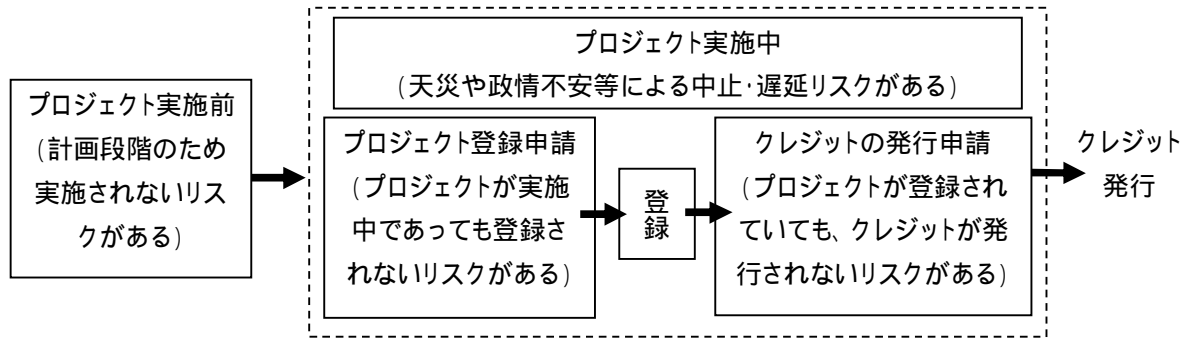 プロジェクト実施中
(天災や政情不安等による中止･遅延リスクがある)
プロジェクト実施前
(計画段階のため
実施されないリス
クがある)
プロジェクト登録申請
(プロジェクトが実施
中であっても登録さ
れないリスクがある)
登
録
クレジットの発行申請
(プロジェクトが登録され
ていても、クレジットが発
行されないリスクがある)
クレジット
発行